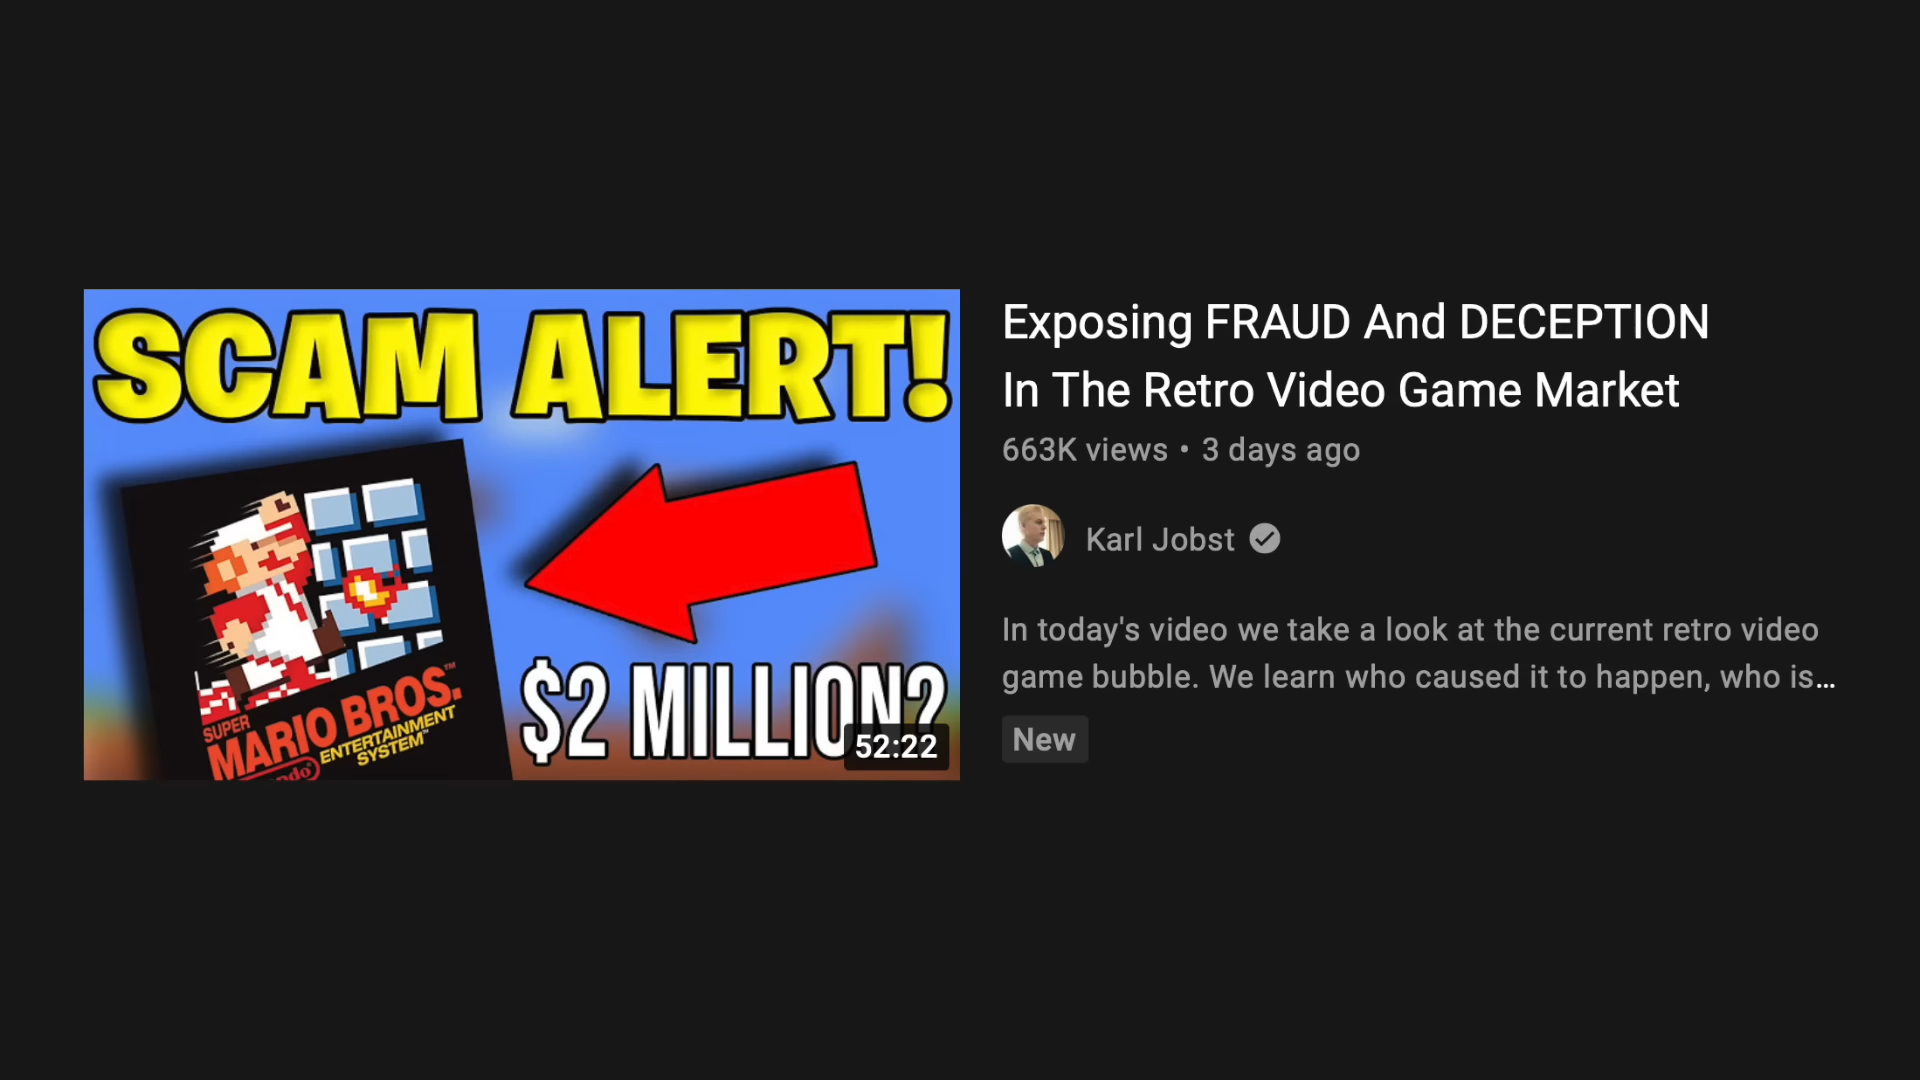 SCAM ALERT!
SUPER
MARIO BROS.™
ENTERTAINMENT
SYSTEM™
$2 MILLION?
52:22
Exposing FRAUD And DECEPTION
In The Retro Video Game Market
663K views • 3 days ago
Karl Jobst
In today's video we take a look at the current retro video
game bubble. We learn who caused it to happen, who is...
New